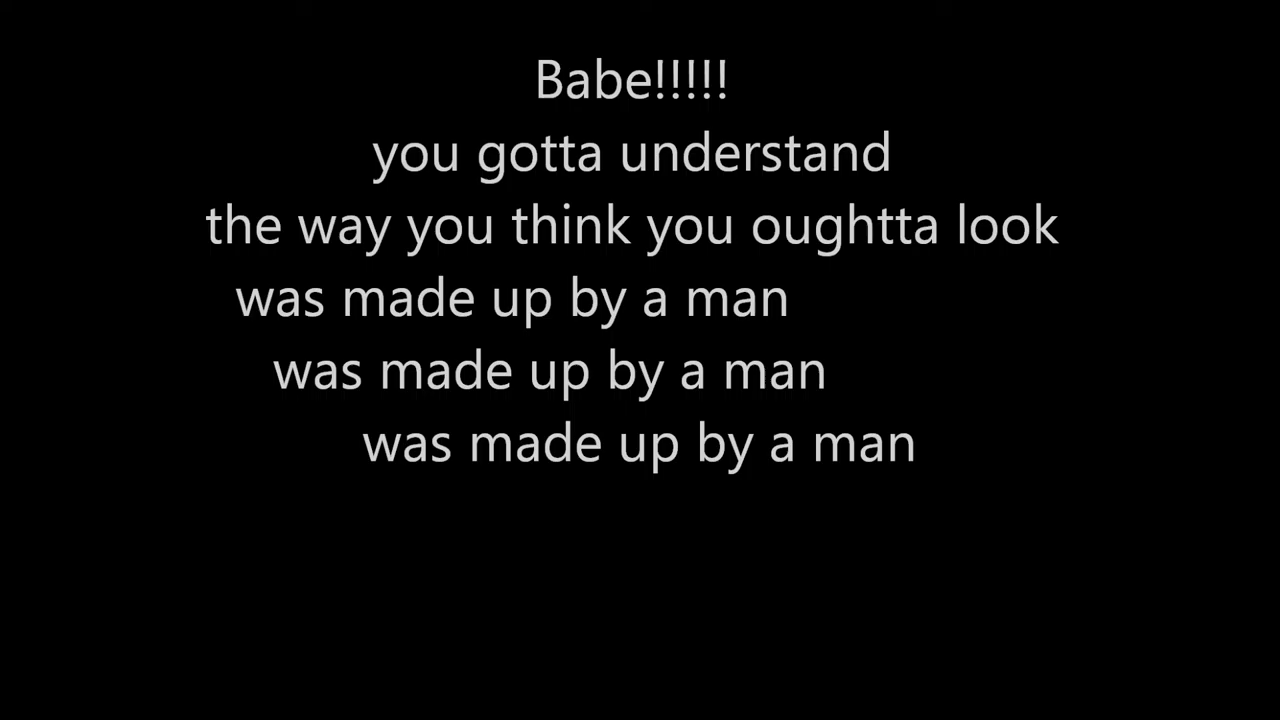 Babe!!!!!
you gotta understand
the way you think you oughtta look
was made up by a man
was made up by a man
was made up by a man